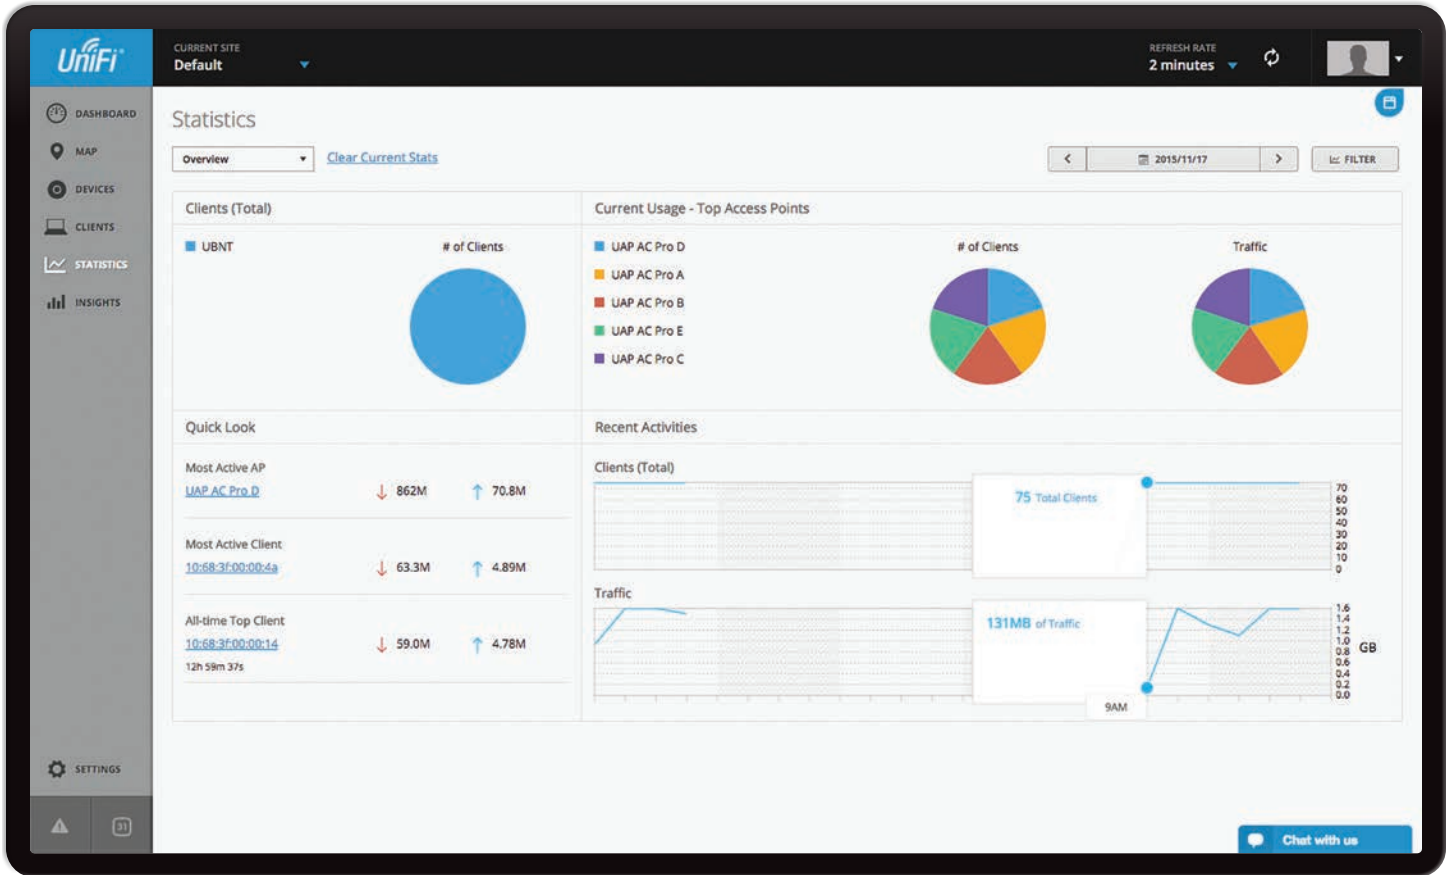 UniFi
CURRENT SITE
Default
REFRESH RATE
2 minutes
DASHBOARD
MAP
DEVICES
CLIENTS
STATISTICS
INSIGHTS
SETTINGS
31
Statistics
Overview
Clear Current Stats
2015/11/17
FILTER
Clients (Total)
UBNT
# of Clients
Current Usage - Top Access Points
UAP AC Pro D
UAP AC Pro A
UAP AC Pro B
UAP AC Pro E
UAP AC Pro C
# of Clients
Traffic
Quick Look
Most Active AP
UAP AC Pro D
862M
70.8M
Most Active Client
10:68:3f:00:00:4a
63.3M
4.89M
All-time Top Client
10:68:3f:00:00:14
59.0M
4.78M
12h 59m 37s
Recent Activities
Clients (Total)
75 Total Clients
70
60
50
40
30
20
10
0
Traffic
131MB of Traffic
9AM
1.6
1.4
1.2
1.0
0.8
0.6
0.4
0.2
0.0
GB
Chat with us